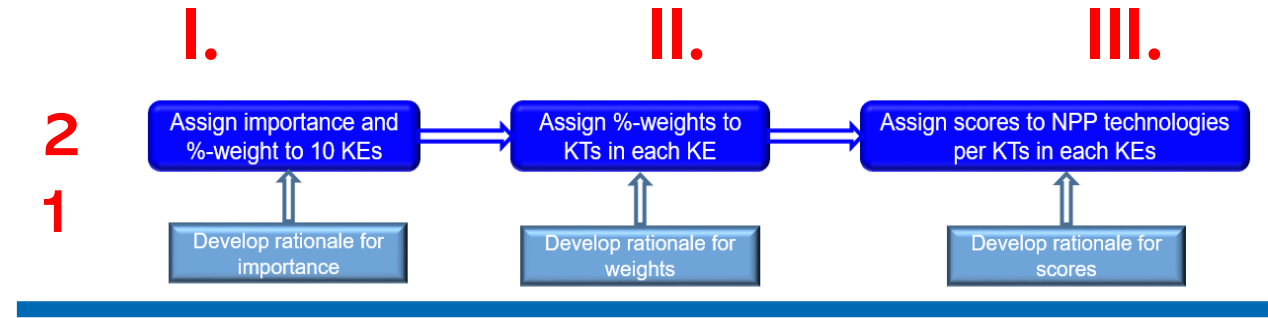 I.
II.
III.
2
Assign importance and
%-weight to 10 KEs
Assign %-weights to
KTs in each KE
Assign scores to NPP technologies
per KTs in each KEs
1
Develop rationale for
importance
Develop rationale for
weights
Develop rationale for
scores